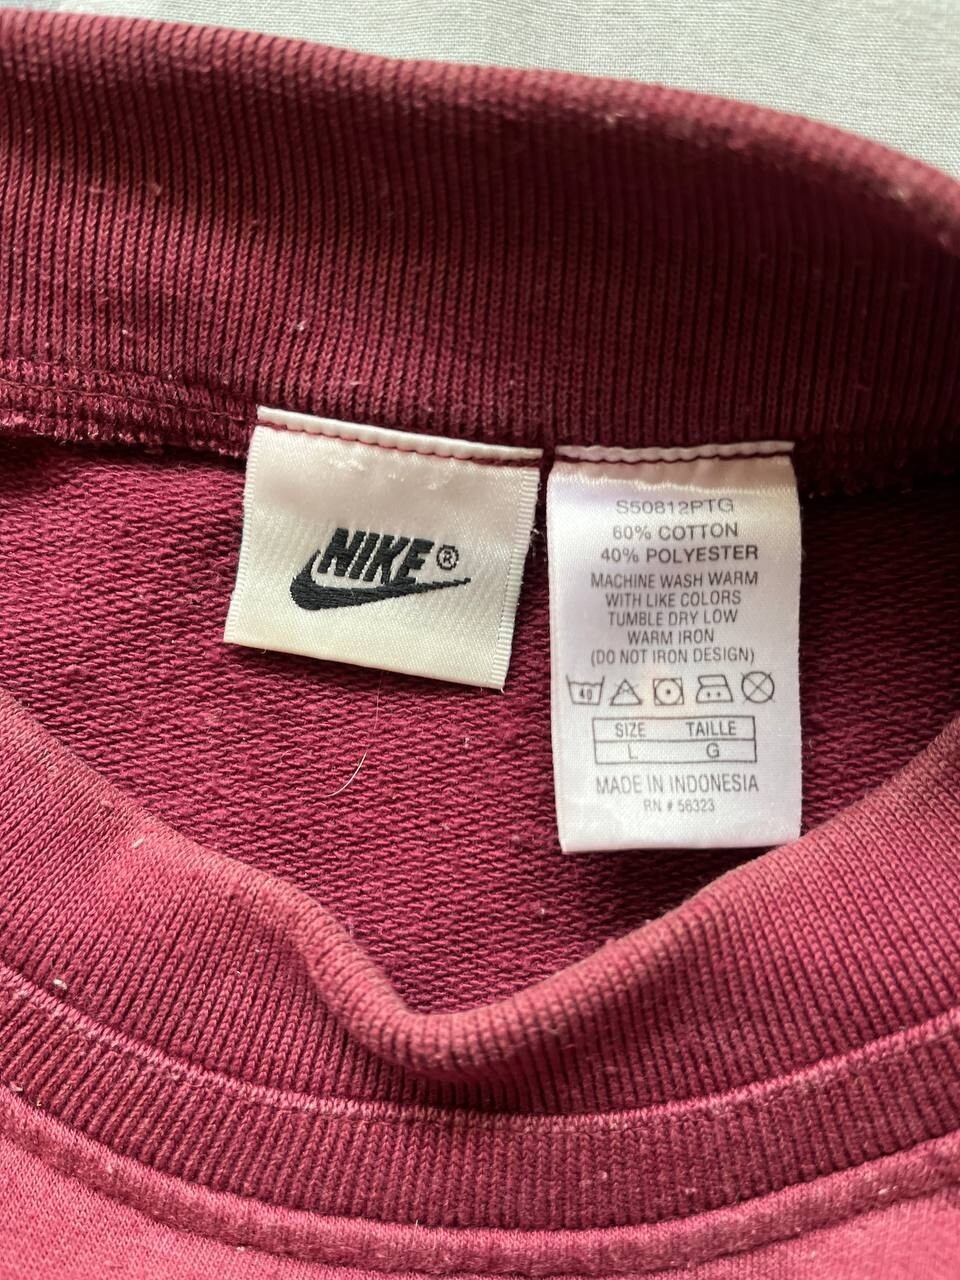 NIKE®
S50812PTG
60% COTTON
40% POLYESTER
MACHINE WASH WARM
WITH LIKE COLORS
TUMBLE DRY LOW
WARM IRON
(DO NOT IRON DESIGN)
40
SIZE TAILLE
L G
MADE IN INDONESIA
RN # 56323